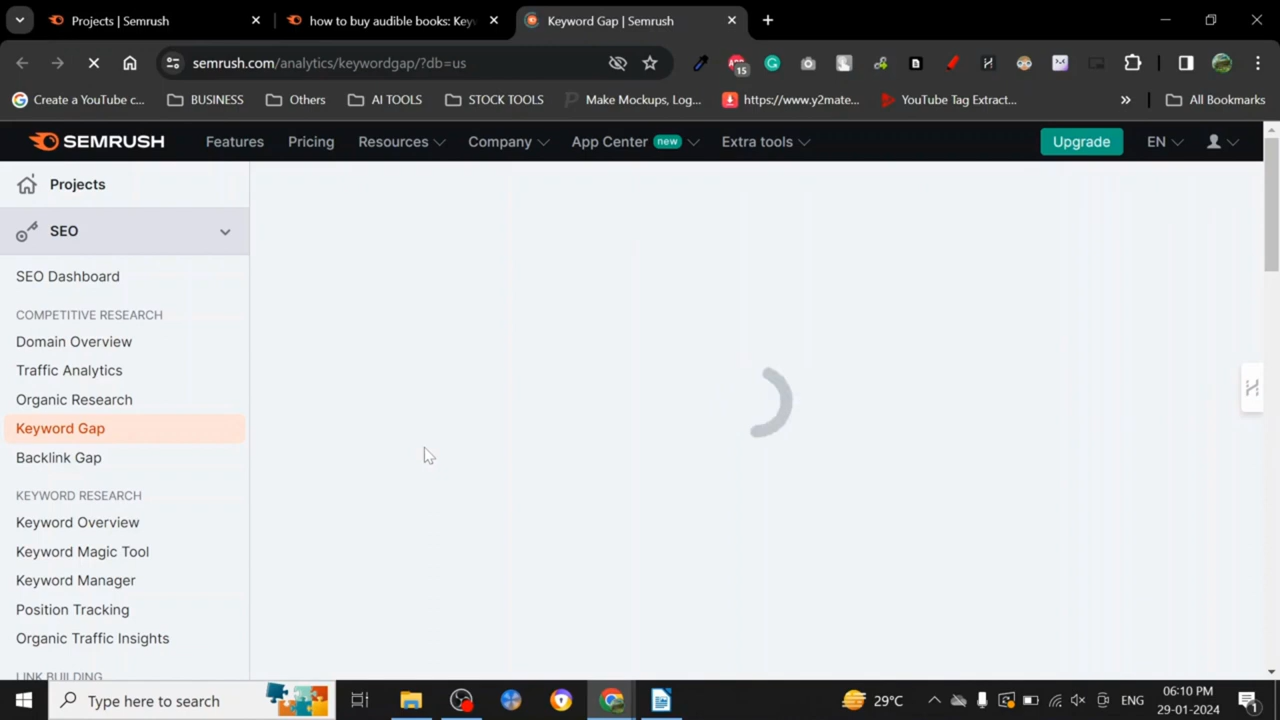 Projects | Semrush
how to buy audible books: Key
Keyword Gap | Semrush
semrush.com/analytics/keywordgap/?db=us
15
Create a YouTube c...
BUSINESS
Others
AI TOOLS
STOCK TOOLS
Make Mockups, Log...
https://www.y2mate...
YouTube Tag Extract...
»
All Bookmarks
SEMRUSH
Features
Pricing
Resources
Company
App Center new
Extra tools
Upgrade
EN
Projects
SEO
SEO Dashboard
COMPETITIVE RESEARCH
Domain Overview
Traffic Analytics
Organic Research
Keyword Gap
Backlink Gap
KEYWORD RESEARCH
Keyword Overview
Keyword Magic Tool
Keyword Manager
Position Tracking
Organic Traffic Insights
LINK BUILDING
Type here to search
29°C
ENG
06:10 PM
29-01-2024
1